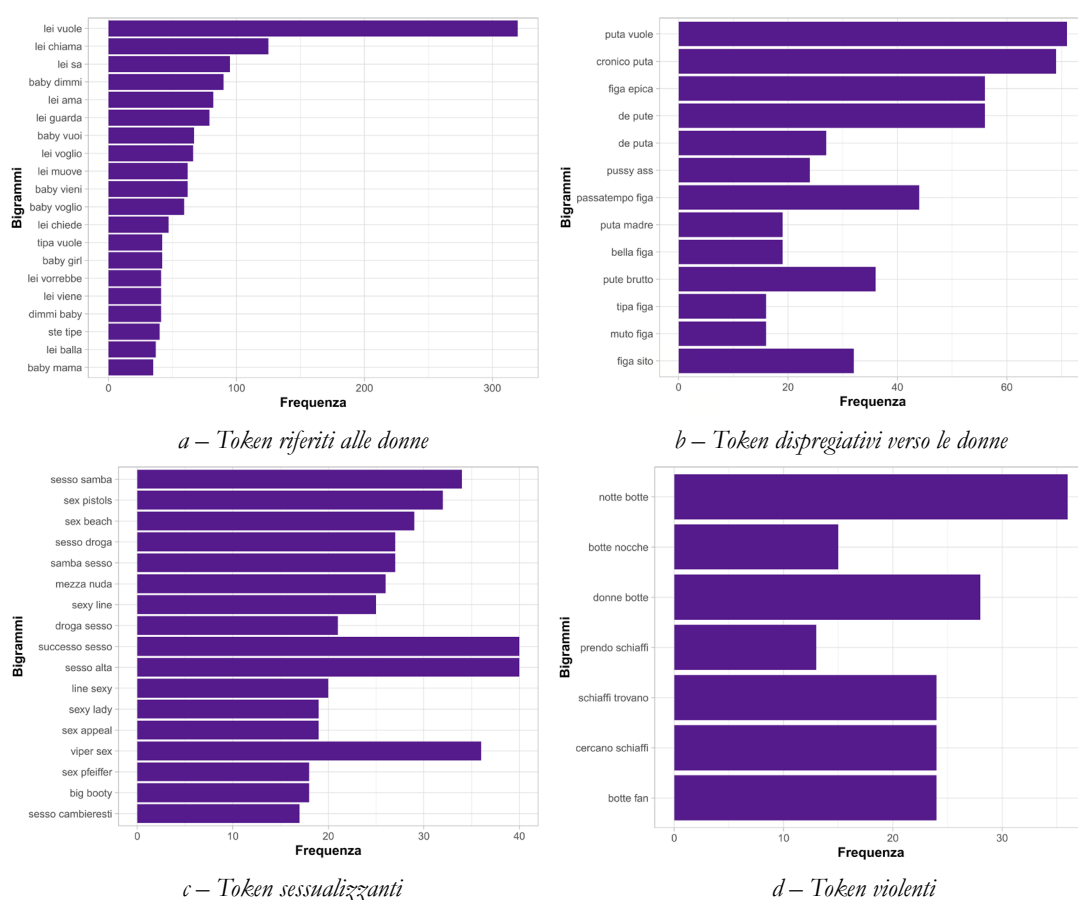 lei vuole
lei chiama
lei sa
baby dimmi
lei ama
lei guarda
baby vuoi
lei voglio
lei muove
baby vieni
baby voglio
lei chiede
tipa vuole
baby girl
lei vorrebbe
lei viene
dimmi baby
ste tipe
lei balla
baby mama
Bigrammi
0 100 200 300
Frequenza
a – Token riferiti alle donne
puta vuole
cronico puta
figa epica
de pute
de puta
pussy ass
passatempo figa
puta madre
bella figa
pute brutto
tipa figa
muto figa
figa sito
Bigrammi
0 20 40 60
Frequenza
b – Token dispregiativi verso le donne
sesso samba
sex pistols
sex beach
sesso droga
samba sesso
mezza nuda
sexy line
droga sesso
successo sesso
sesso alta
line sexy
sexy lady
sex appeal
viper sex
sex pfeiffer
big booty
sesso cambieresti
Bigrammi
0 10 20 30 40
Frequenza
c – Token sessualizzanti
notte botte
botte nocche
donne botte
prendo schiaffi
schiaffi trovano
cercano schiaffi
botte fan
Bigrammi
0 10 20 30
Frequenza
d – Token violenti